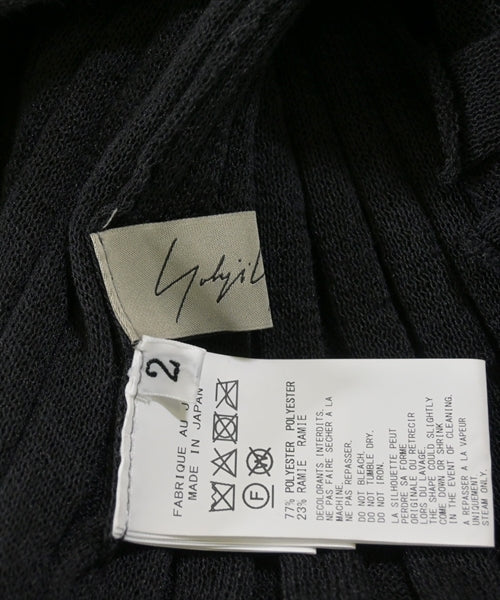 Yohji
2
FABRIQUE AU J
MADE IN JAPAN
77% POLYESTER POLYESTER
23% RAMIE RAMIE
DECOLORANTS INTERDITS.
NE PAS FAIRE SECHER A LA
MACHINE.
NE PAS REPASSER.
DO NOT BLEACH.
DO NOT TUMBLE DRY.
DO NOT IRON.
LA SILHOUETTE PEUT
PERDRE SA FORME
ORIGINALE OU RETRECIR
LORS DU LAVAGE.
THE SHAPE WOULD SLIGHTLY
COME DOWN OR SHRINK
IN THE EVENT OF CLEANING.
A REPASSER A LA VAPEUR
UNIQUEMENT.
STEAM ONLY.